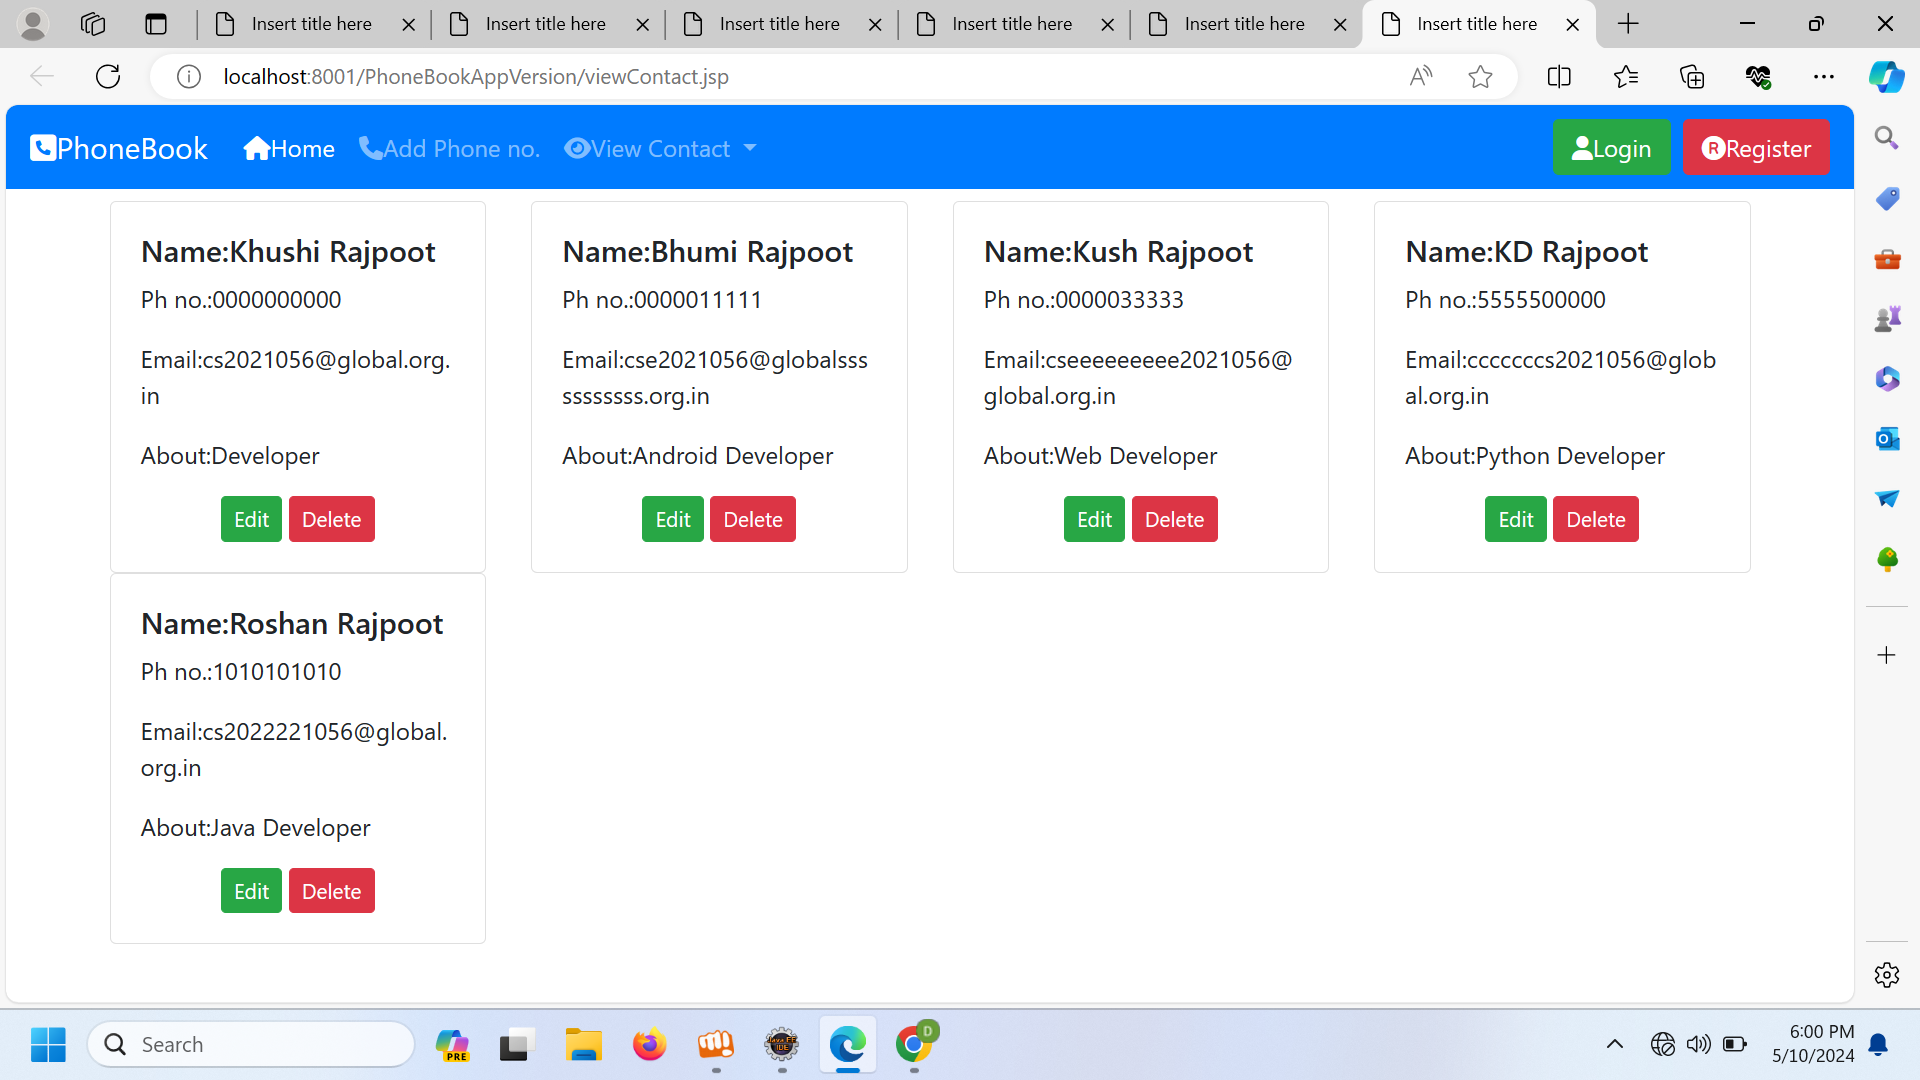 Insert title here Insert title here Insert title here Insert title here Insert title here Insert title here
localhost:8001/PhoneBookAppVersion/viewContact.jsp
PhoneBook Home Add Phone no. View Contact Login Register
Name:Khushi Rajpoot
Ph no.:0000000000
Email:cs2021056@global.org.
in
About:Developer
Edit Delete
Name:Bhumi Rajpoot
Ph no.:0000011111
Email:cse2021056@globalsss
ssssssss.org.in
About:Android Developer
Edit Delete
Name:Kush Rajpoot
Ph no.:0000033333
Email:cseeeeeeeee2021056@
global.org.in
About:Web Developer
Edit Delete
Name:KD Rajpoot
Ph no.:5555500000
Email:cccccccs2021056@glob
al.org.in
About:Python Developer
Edit Delete
Name:Roshan Rajpoot
Ph no.:1010101010
Email:cs2022221056@global.
org.in
About:Java Developer
Edit Delete
Search
PRE
D
6:00 PM
5/10/2024